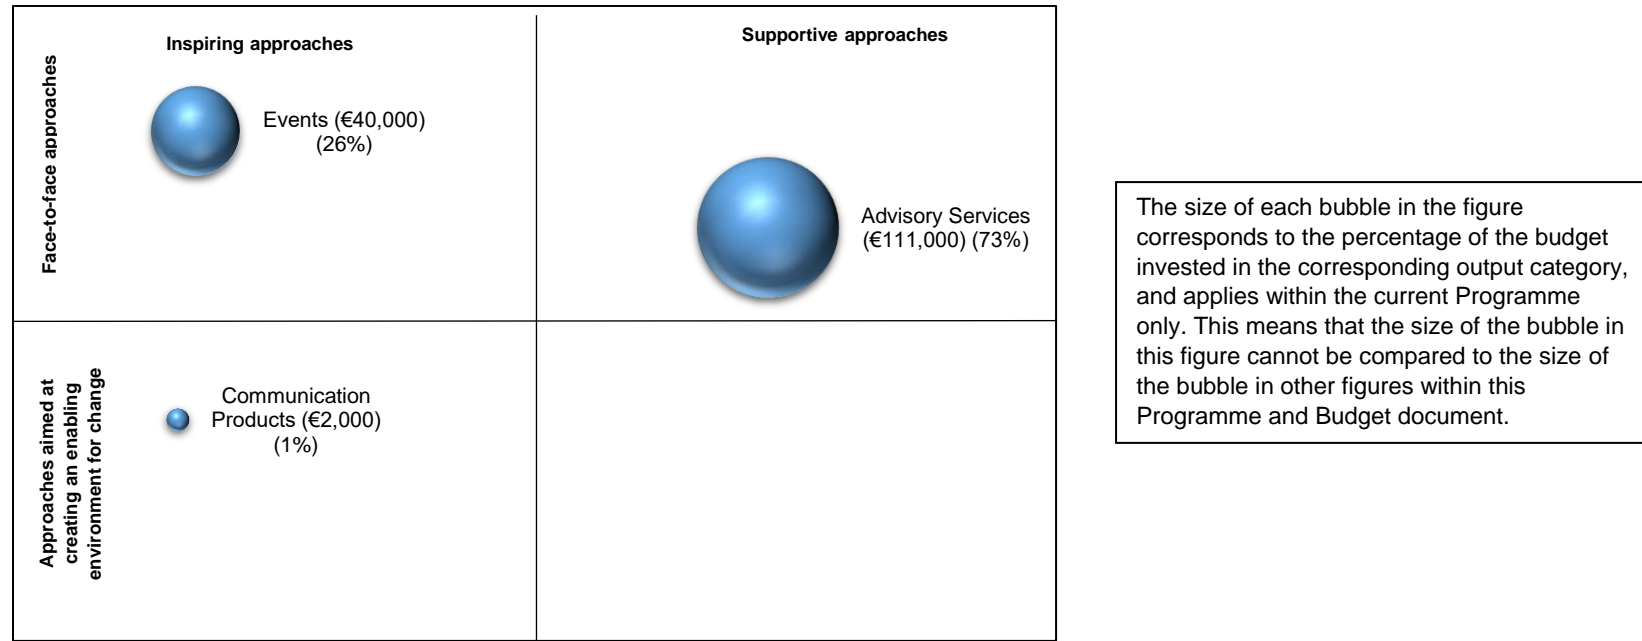 Inspiring approaches
Supportive approaches
Face-to-face approaches
Events (€40,000)
(26%)
Advisory Services
(€111,000) (73%)
Approaches aimed at
creating an enabling
environment for change
Communication
Products (€2,000)
(1%)
The size of each bubble in the figure
corresponds to the percentage of the budget
invested in the corresponding output category,
and applies within the current Programme
only. This means that the size of the bubble in
this figure cannot be compared to the size of
the bubble in other figures within this
Programme and Budget document.